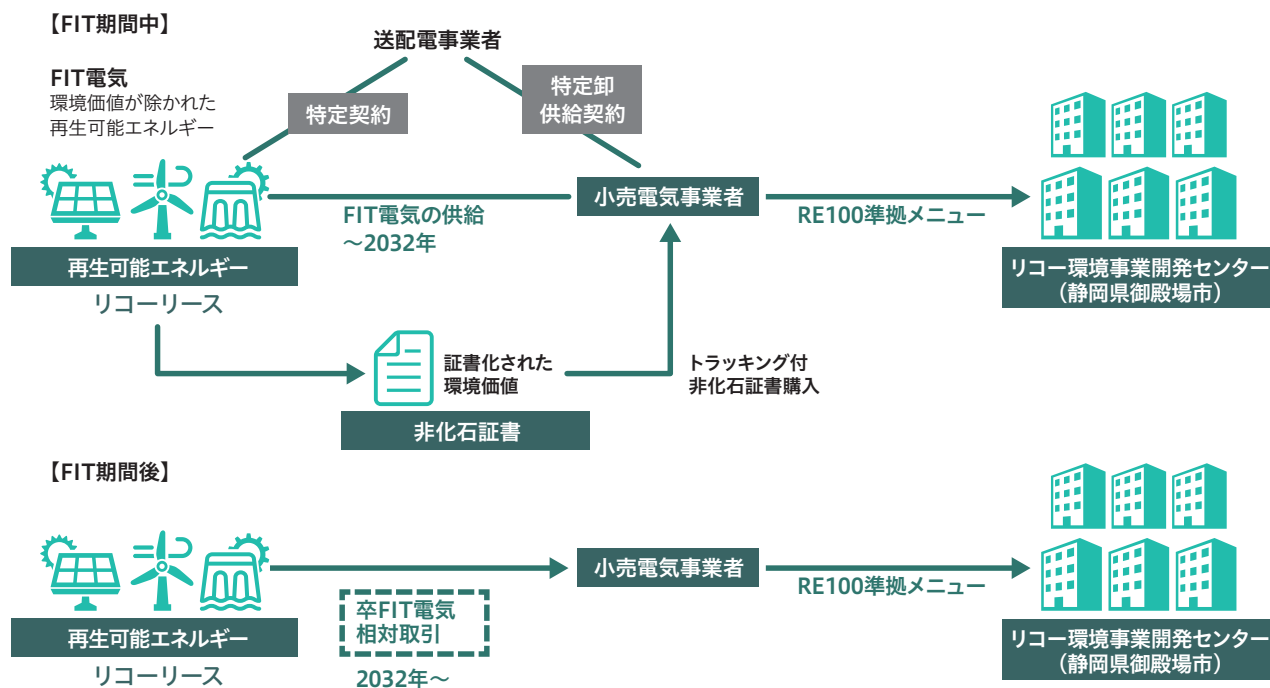 【FIT期間中】
送配電事業者
FIT電気
環境価値が除かれた
再生可能エネルギー
特定契約
特定卸
供給契約
小売電気事業者
FIT電気の供給
～2032年
RE100準拠メニュー
再生可能エネルギー
リコーリース
リコー環境事業開発センター
（静岡県御殿場市）
証書化された
環境価値
トラッキング付
非化石証書購入
非化石証書
【FIT期間後】
小売電気事業者
RE100準拠メニュー
卒FIT電気
相対取引
2032年～
再生可能エネルギー
リコーリース
リコー環境事業開発センター
（静岡県御殿場市）